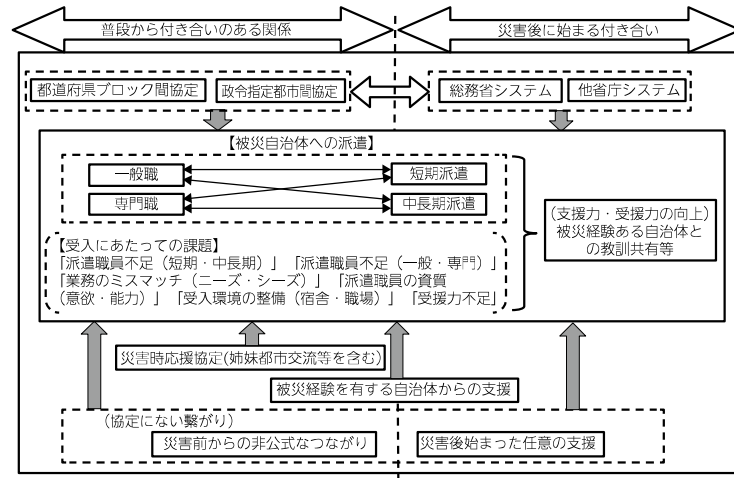 普段から付き合いのある関係
災害後に始まる付き合い
都道府県ブロック間協定
政令指定都市間協定
総務省システム
他省庁システム
【被災自治体への派遣】
一般職
短期派遣
専門職
中長期派遣
(支援力・受援力の向上)
被災経験ある自治体と
の教訓共有等
【受入にあたっての課題】
「派遣職員不足（短期・中長期）」「派遣職員不足（一般・専門）」
「業務のミスマッチ（ニーズ・シーズ）」「派遣職員の資質
（意欲・能力）」「受入環境の整備（宿舎・職場）」「受援力不足」
災害時応援協定(姉妹都市交流等を含む)
被災経験を有する自治体からの支援
（協定にない繋がり）
災害前からの非公式なつながり
災害後始まった任意の支援